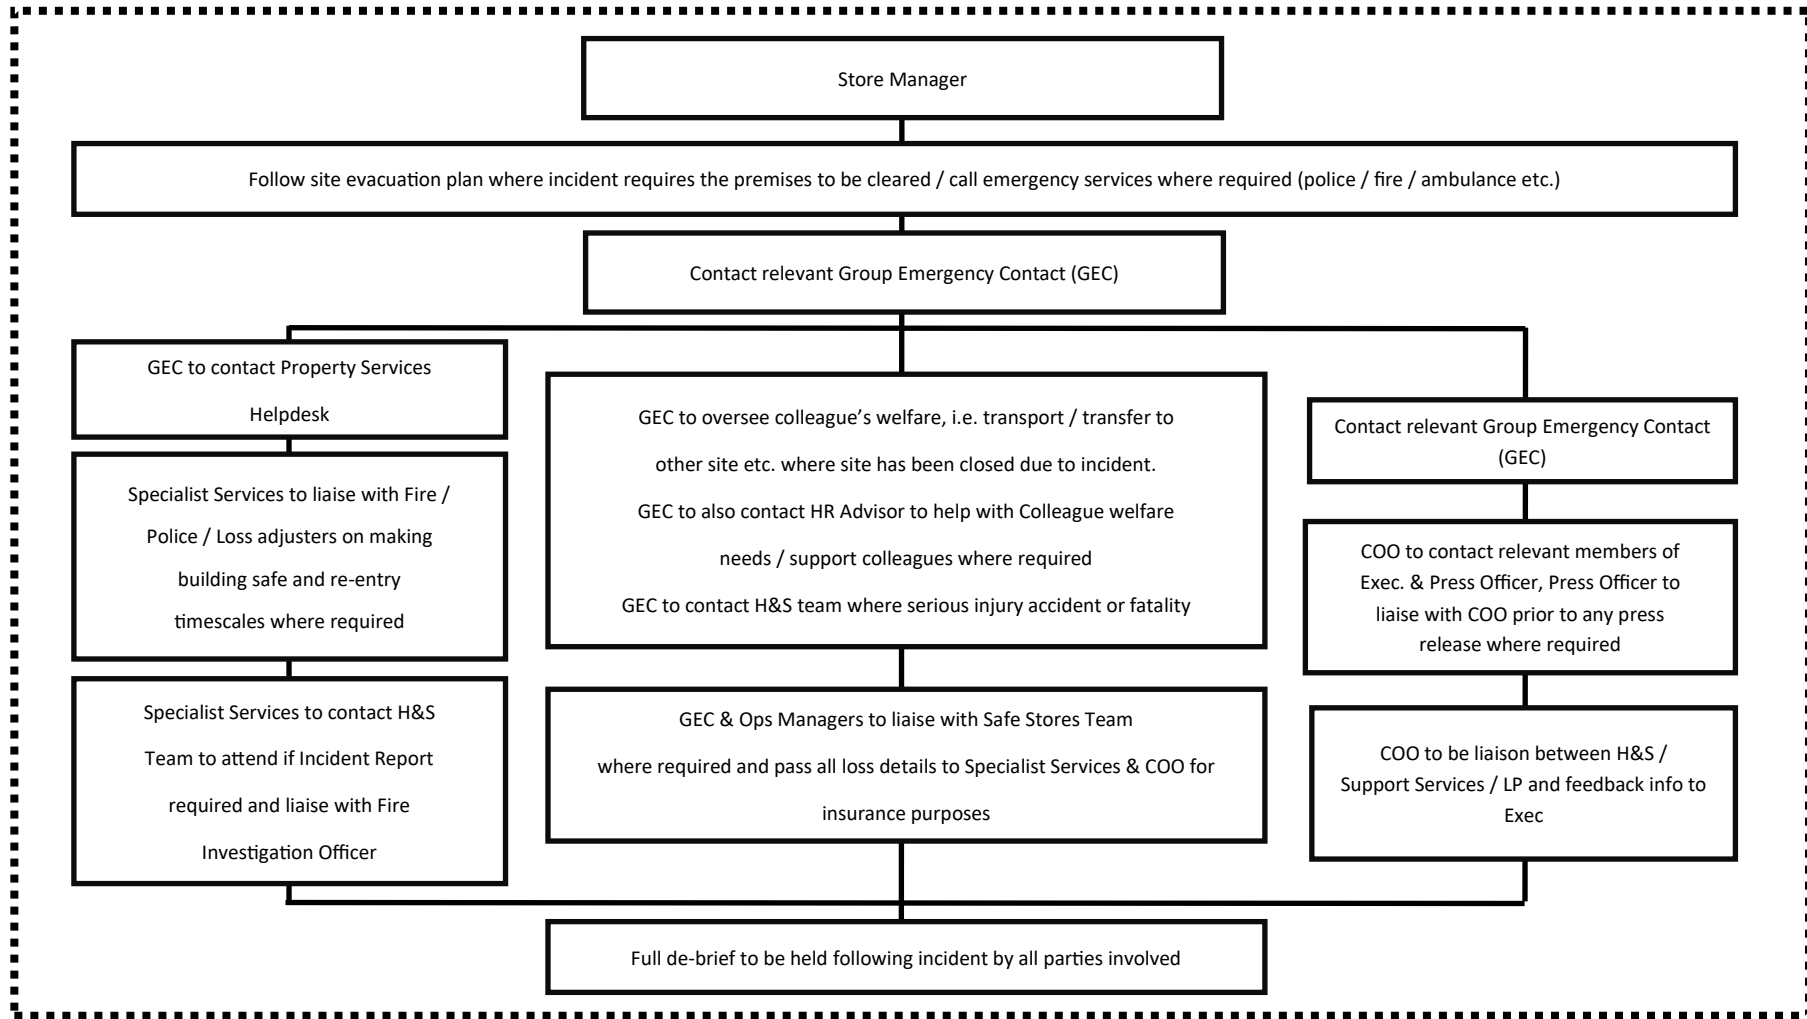 Store Manager
Follow site evacuation plan where incident requires the premises to be cleared / call emergency services where required (police / fire / ambulance etc.)
Contact relevant Group Emergency Contact (GEC)
GEC to contact Property Services
Helpdesk
Specialist Services to liaise with Fire /
Police / Loss adjusters on making
building safe and re-entry
timescales where required
Specialist Services to contact H&S
Team to attend if Incident Report
required and liaise with Fire
Investigation Officer
GEC to oversee colleague’s welfare, i.e. transport / transfer to
other site etc. where site has been closed due to incident.
GEC to also contact HR Advisor to help with Colleague welfare
needs / support colleagues where required
GEC to contact H&S team where serious injury accident or fatality
GEC & Ops Managers to liaise with Safe Stores Team
where required and pass all loss details to Specialist Services & COO for
insurance purposes
Contact relevant Group Emergency Contact
(GEC)
COO to contact relevant members of
Exec. & Press Officer, Press Officer to
liaise with COO prior to any press
release where required
COO to be liaison between H&S /
Support Services / LP and feedback info to
Exec
Full de-brief to be held following incident by all parties involved